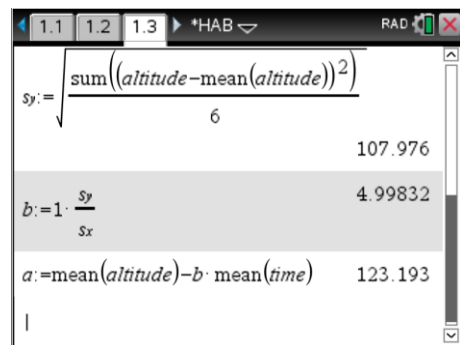 1.1 1.2 1.3 *HAB RAD
sy:=√(sum((altitude−mean(altitude))²)/6)
107.976
b:=1·sy/sx 4.99832
a:=mean(altitude)−b·mean(time) 123.193